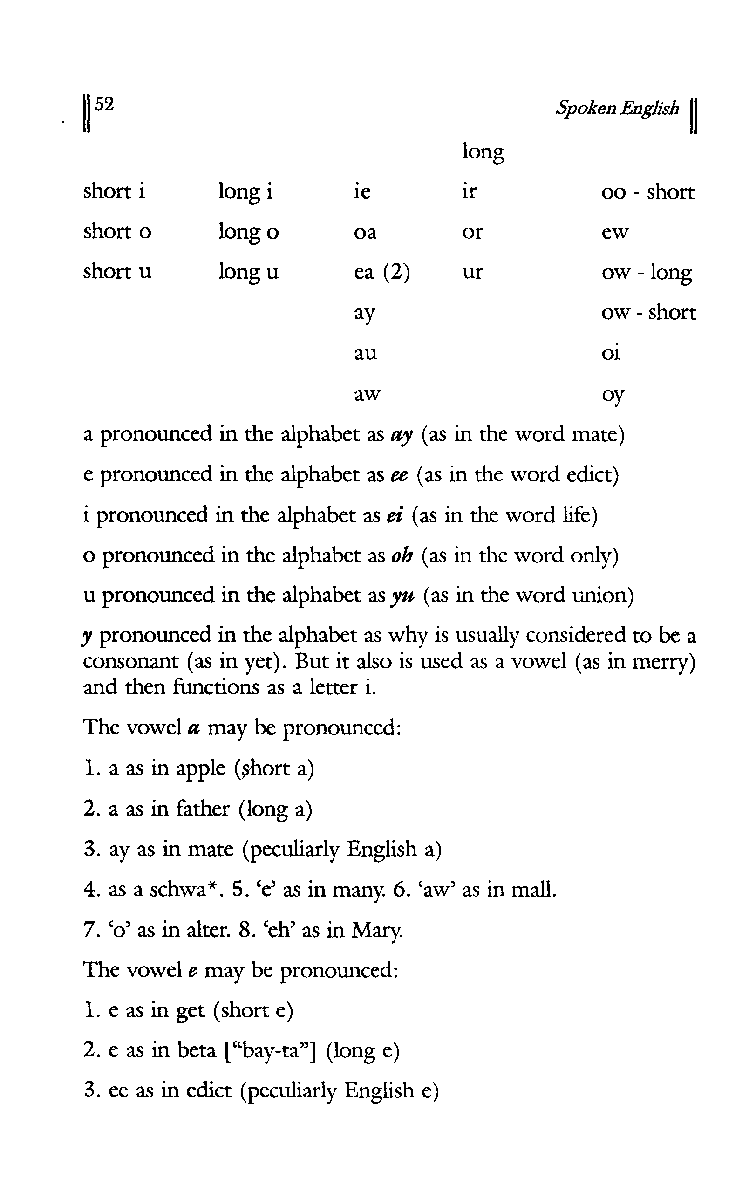 52 Spoken English
long
short i long i ie ir oo - short
short o long o oa or ew
short u long u ea (2) ur ow - long
ay ow - short
au oi
aw oy
a pronounced in the alphabet as ay (as in the word mate)
e pronounced in the alphabet as ee (as in the word edict)
i pronounced in the alphabet as ei (as in the word life)
o pronounced in the alphabet as oh (as in the word only)
u pronounced in the alphabet as yu (as in the word union)
y pronounced in the alphabet as why is usually considered to be a
consonant (as in yet). But it also is used as a vowel (as in merry)
and then functions as a letter i.
The vowel a may be pronounced:
1. a as in apple (short a)
2. a as in father (long a)
3. ay as in mate (peculiarly English a)
4. as a schwa*. 5. ‘e’ as in many. 6. ‘aw’ as in mall.
7. ‘o’ as in alter. 8. ‘eh’ as in Mary.
The vowel e may be pronounced:
1. e as in get (short e)
2. e as in beta [“bay-ta”] (long e)
3. ee as in edict (peculiarly English e)